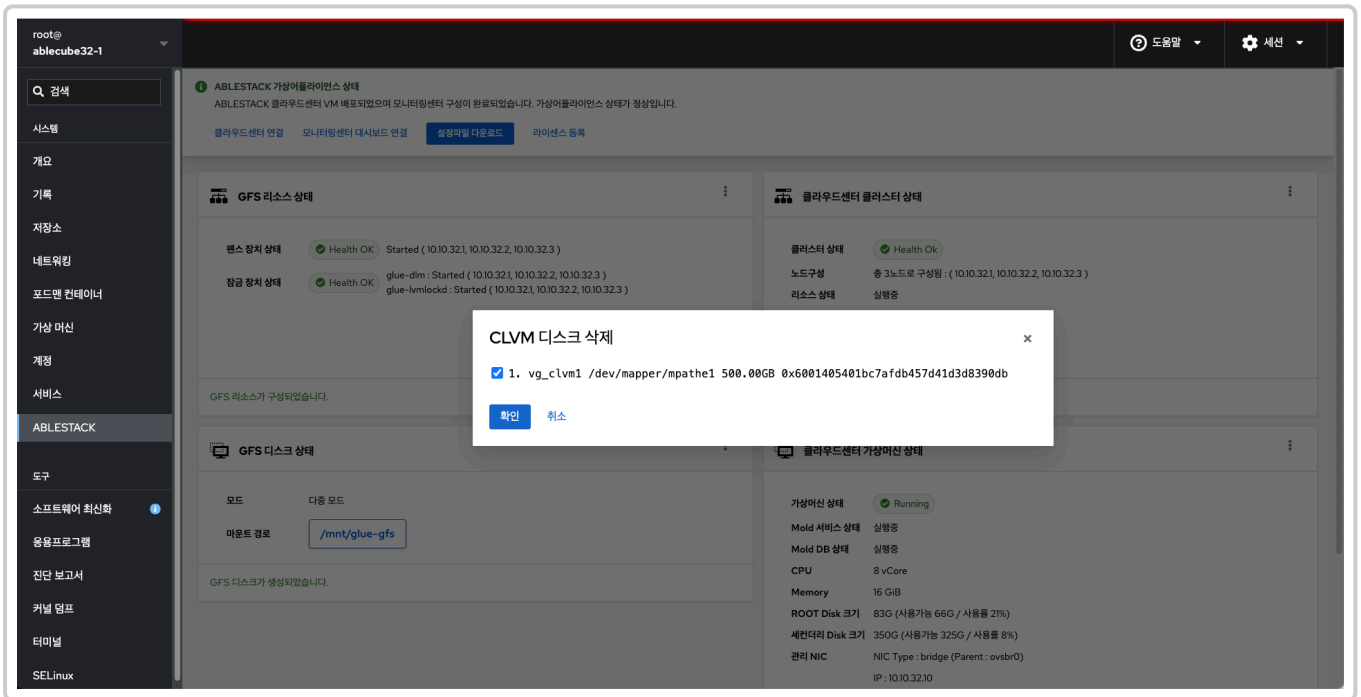 root@
ablecube32-1
도움말
세션
검색
시스템
개요
기록
저장소
네트워킹
포드맨 컨테이너
가상 머신
계정
서비스
ABLESTACK
도구
소프트웨어 최신화
응용프로그램
진단 보고서
커널 덤프
터미널
SELinux
ABLESTACK 가상어플라이언스 상태
ABLESTACK 클라우드센터 VM 배포되었으며 모니터링센터 구성이 완료되었습니다. 가상어플라이언스 상태가 정상입니다.
클라우드센터 연결 모니터링센터 대시보드 연결 설정파일 다운로드 라이센스 등록
GFS 리소스 상태
펜스 장치 상태 Health OK Started ( 10.10.32.1, 10.10.32.2, 10.10.32.3 )
잠금 장치 상태 Health OK glue-dlm : Started ( 10.10.32.1, 10.10.32.2, 10.10.32.3 )
glue-lvmlockd : Started ( 10.10.32.1, 10.10.32.2, 10.10.32.3 )
GFS 리소스가 구성되었습니다.
클라우드센터 클러스터 상태
클러스터 상태 Health Ok
노드구성 총 3노드로 구성됨 : ( 10.10.32.1, 10.10.32.2, 10.10.32.3 )
리소스 상태 실행중
CLVM 디스크 삭제
1. vg_clvm1 /dev/mapper/mpathe1 500.00GB 0x6001405401bc7afdb457d41d3d8390db
확인 취소
GFS 디스크 상태
모드 다중 모드
마운트 경로 /mnt/glue-gfs
GFS 디스크가 생성되었습니다.
클라우드센터 가상머신 상태
가상머신 상태 Running
Mold 서비스 상태 실행중
Mold DB 상태 실행중
CPU 8 vCore
Memory 16 GiB
ROOT Disk 크기 83G (사용가능 66G / 사용률 21%)
세컨더리 Disk 크기 350G (사용가능 325G / 사용률 8%)
관리 NIC NIC Type : bridge (Parent : ovsbr0)
IP : 10.10.32.10